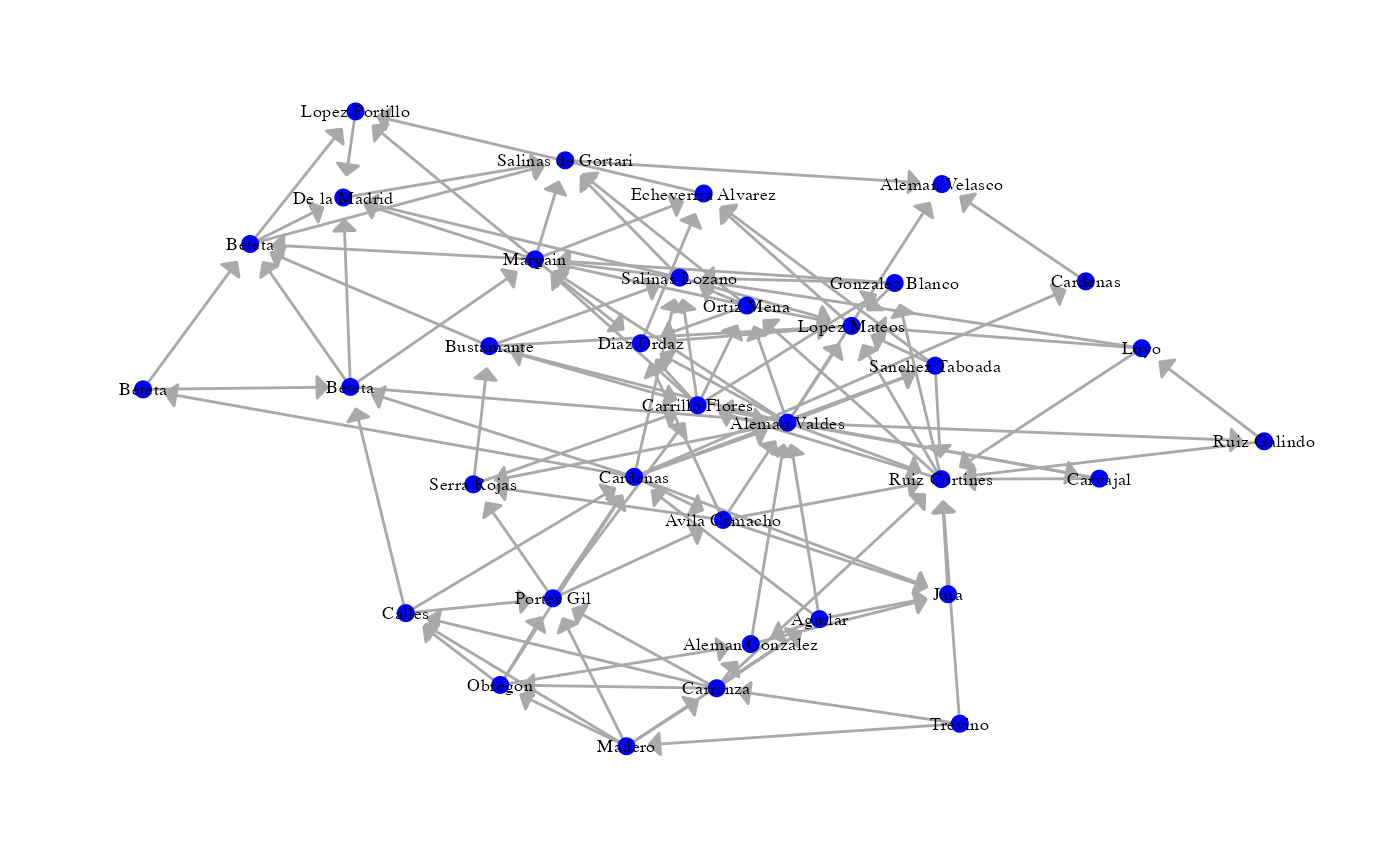 Lopez Portillo
Salinas de Gortari
Aleman Velasco
Echeverria Alvarez
De la Madrid
Beteta
Margain
Salinas Lozano
Gonzalez Blanco
Cardenas
Ortiz Mena
Lopez Mateos
Diaz Ordaz
Bustamante
Loyo
Sanchez Taboada
Beteta
Beteta
Carrillo Flores
Aleman Valdes
Ruiz Galindo
Serra Rojas
Cardenas
Ruiz Cortines
Carvajal
Avila Camacho
Jara
Portes Gil
Calles
Aguilar
Aleman Gonzalez
Obregon
Carranza
Trevino
Madero